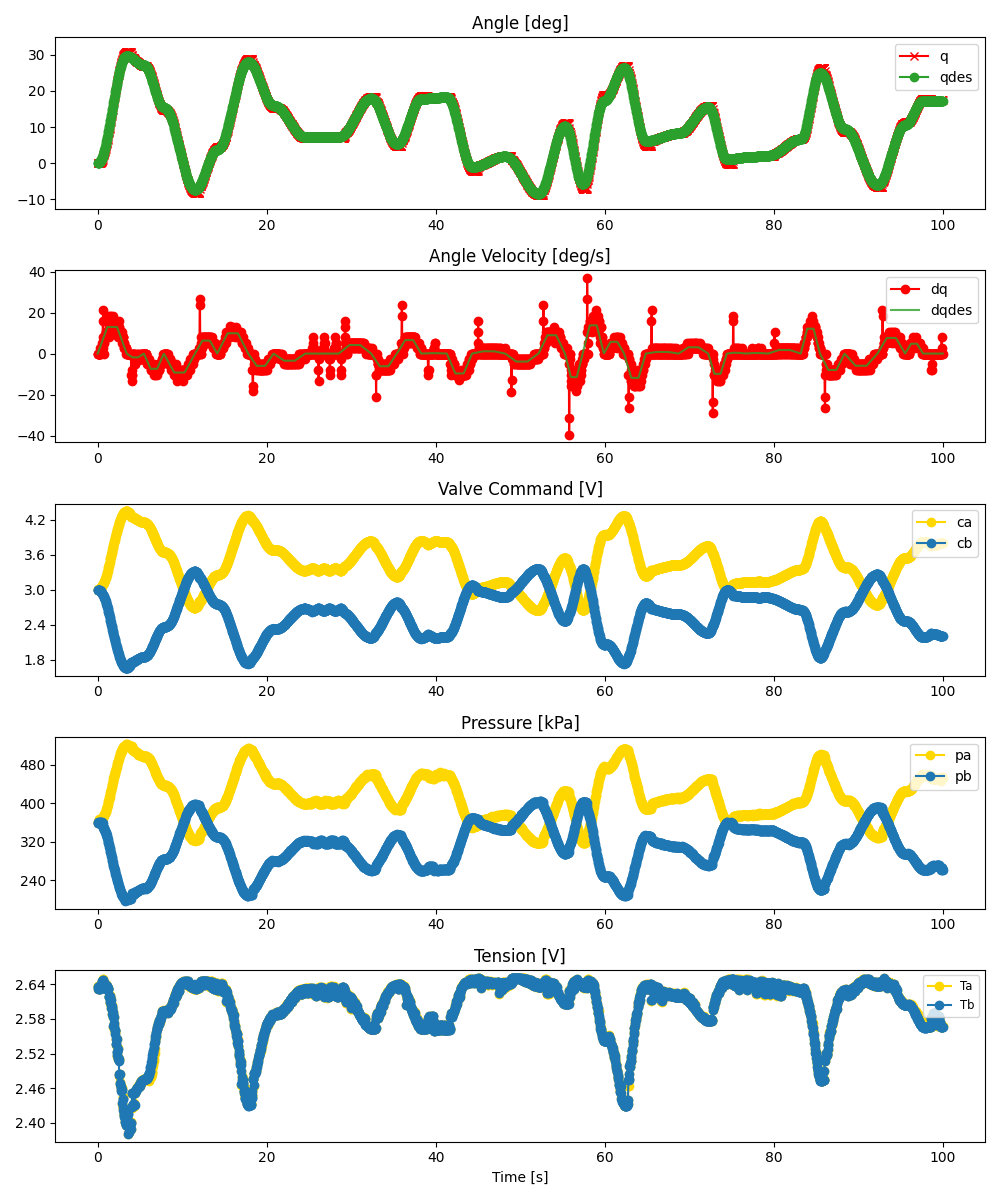 Angle [deg]
30
20
10
0
−10
q
qdes
0 20 40 60 80 100
Angle Velocity [deg/s]
40
20
0
−20
−40
dq
dqdes
0 20 40 60 80 100
Valve Command [V]
4.2
3.6
3.0
2.4
1.8
ca
cb
0 20 40 60 80 100
Pressure [kPa]
480
400
320
240
pa
pb
0 20 40 60 80 100
Tension [V]
2.64
2.58
2.52
2.46
2.40
Ta
Tb
0 20 40 60 80 100
Time [s]